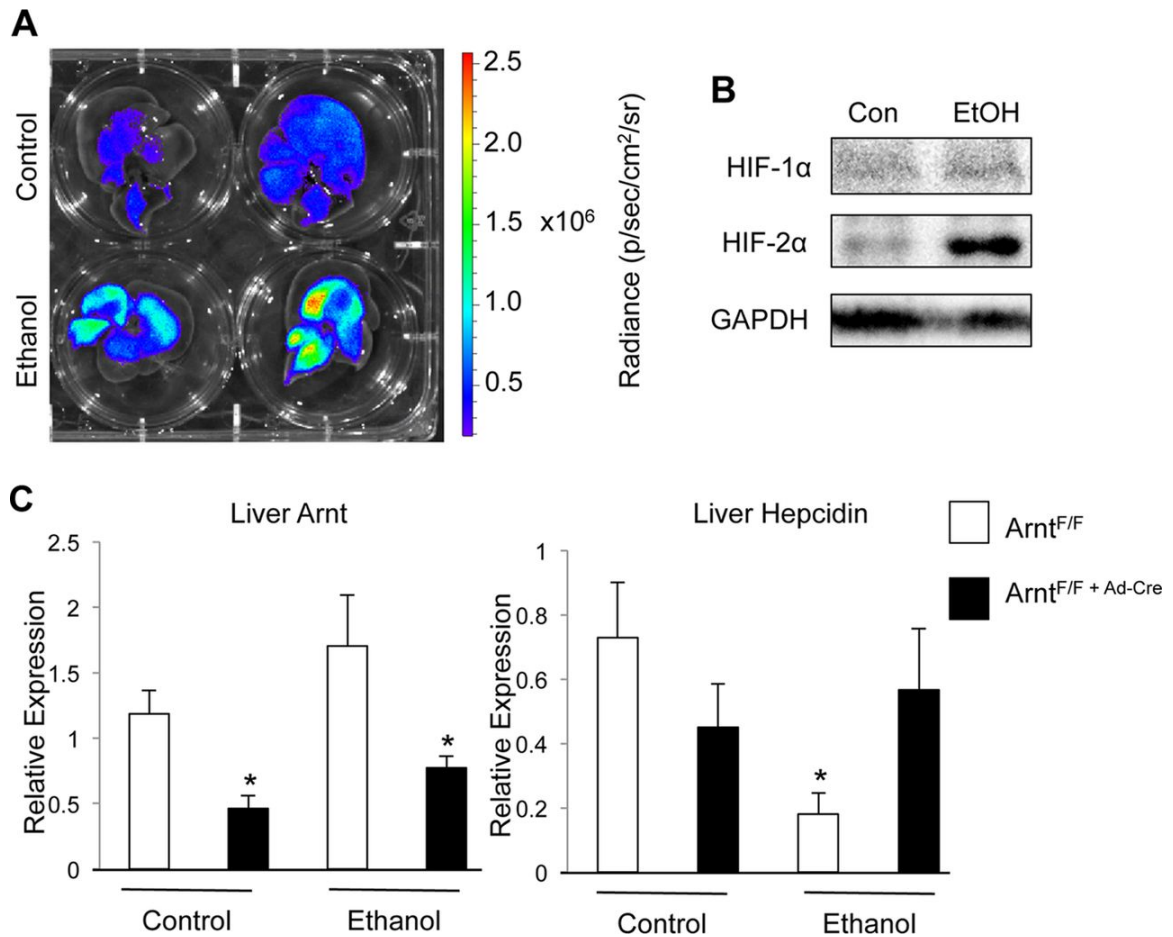 A
Control
Ethanol
2.5
2.0
1.5
1.0
0.5
x10⁶
Radiance (p/sec/cm²/sr)
B
Con EtOH
HIF-1α
HIF-2α
GAPDH
C
Liver Arnt
Relative Expression
2.5
2
1.5
1
0.5
0
*
*
Control Ethanol
Liver Hepcidin
Relative Expression
1
0.8
0.6
0.4
0.2
0
*
Control Ethanol
Arnt^F/F
Arnt^F/F + Ad-Cre